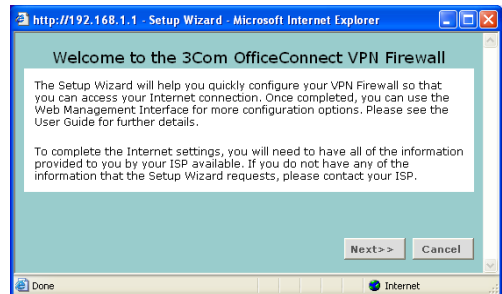 http://192.168.1.1 - Setup Wizard - Microsoft Internet Explorer
Welcome to the 3Com OfficeConnect VPN Firewall
The Setup Wizard will help you quickly configure your VPN Firewall so that
you can access your Internet connection. Once completed, you can use the
Web Management Interface for more configuration options. Please see the
User Guide for further details.
To complete the Internet settings, you will need to have all of the information
provided to you by your ISP available. If you do not have any of the
information that the Setup Wizard requests, please contact your ISP.
Next>> Cancel
Done Internet